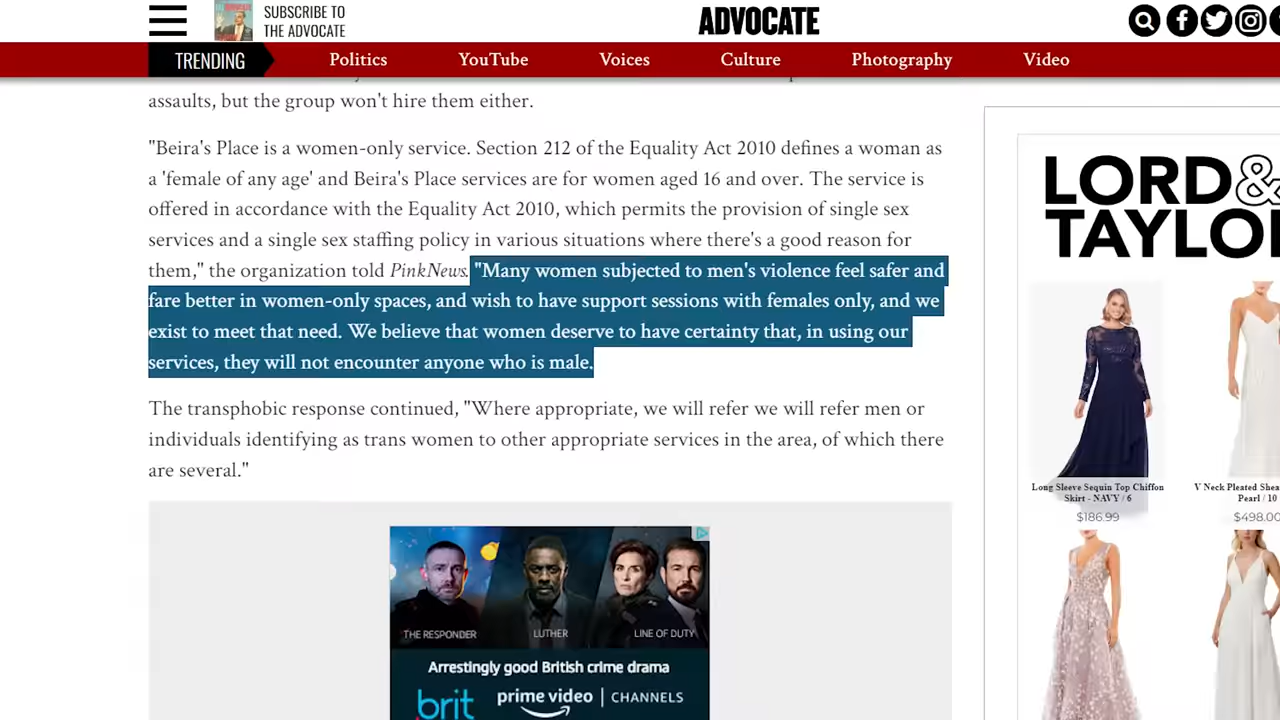 SUBSCRIBE TO
THE ADVOCATE
ADVOCATE
TRENDING
Politics
YouTube
Voices
Culture
Photography
Video
assaults, but the group won't hire them either.
"Beira's Place is a women-only service. Section 212 of the Equality Act 2010 defines a woman as
a 'female of any age' and Beira's Place services are for women aged 16 and over. The service is
offered in accordance with the Equality Act 2010, which permits the provision of single sex
services and a single sex staffing policy in various situations where there's a good reason for
them," the organization told PinkNews. "Many women subjected to men's violence feel safer and
fare better in women-only spaces, and wish to have support sessions with females only, and we
exist to meet that need. We believe that women deserve to have certainty that, in using our
services, they will not encounter anyone who is male.
The transphobic response continued, "Where appropriate, we will refer we will refer men or
individuals identifying as trans women to other appropriate services in the area, of which there
are several."
THE RESPONDER
LUTHER
LINE OF DUTY
Arrestingly good British crime drama
brit
prime video | CHANNELS
LORD &
TAYLO
Long Sleeve Sequin Top Chiffon
Skirt - NAVY / 6
$186.99
V Neck Pleated Shea
Pearl / 10
$498.00